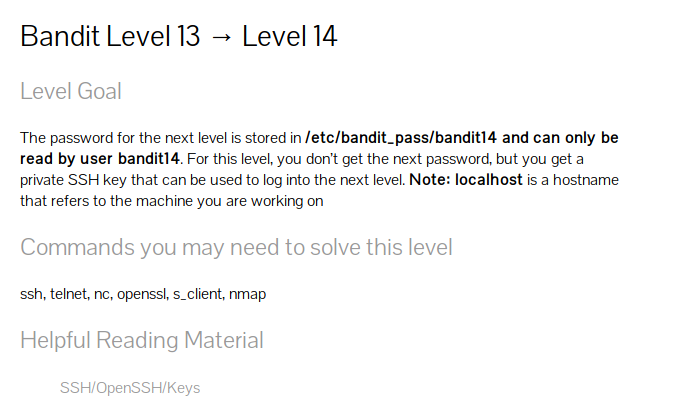 Bandit Level 13 → Level 14
Level Goal
The password for the next level is stored in /etc/bandit_pass/bandit14 and can only be
read by user bandit14. For this level, you don't get the next password, but you get a
private SSH key that can be used to log into the next level. Note: localhost is a hostname
that refers to the machine you are working on
Commands you may need to solve this level
ssh, telnet, nc, openssl, s_client, nmap
Helpful Reading Material
SSH/OpenSSH/Keys